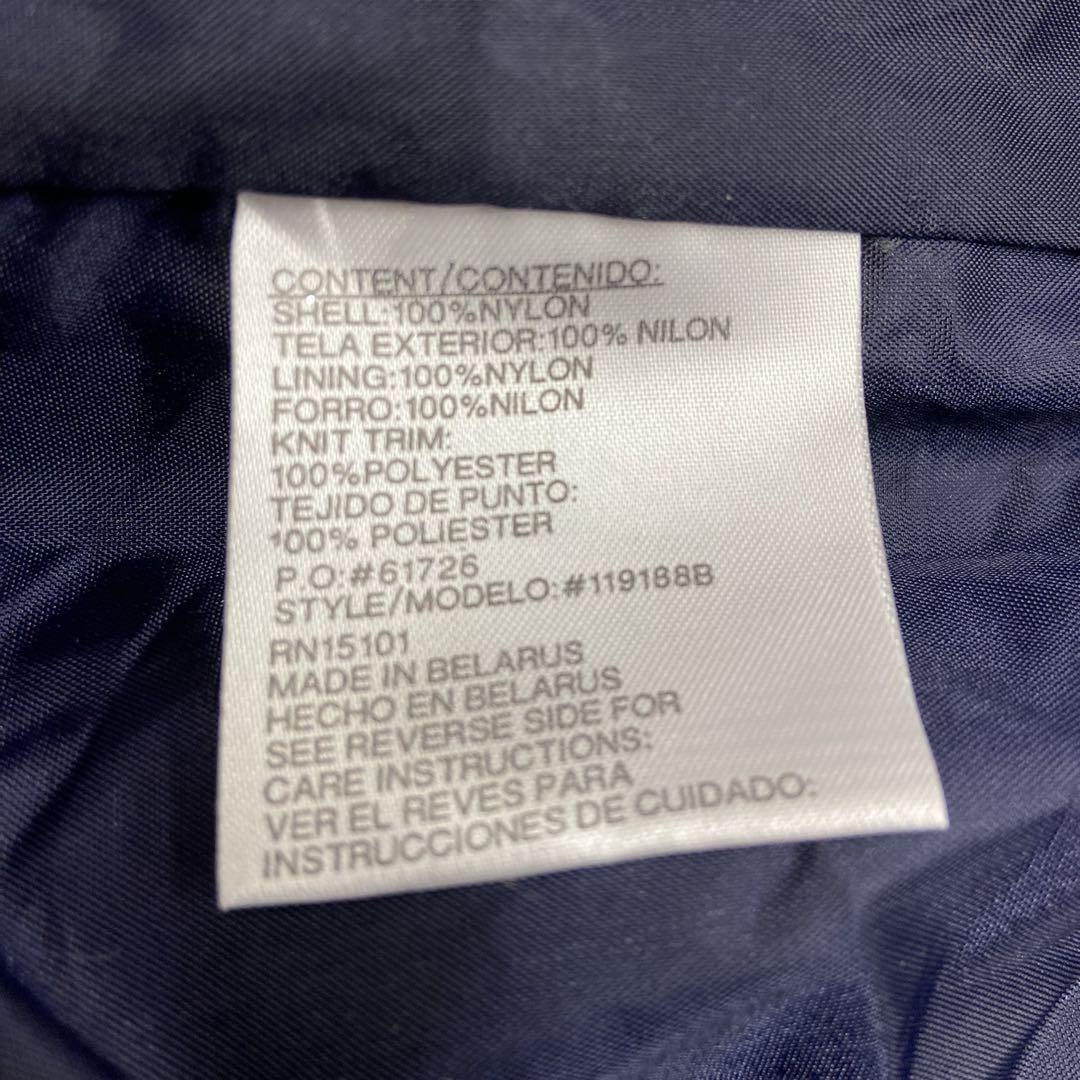 CONTENT/CONTENIDO:
SHELL:100%NYLON
TELA EXTERIOR:100% NILON
LINING:100%NYLON
FORRO:100%NILON
KNIT TRIM:
100%POLYESTER
TEJIDO DE PUNTO:
100% POLIESTER
P.O:#61726
STYLE/MODELO:#119188B
RN15101
MADE IN BELARUS
HECHO EN BELARUS
SEE REVERSE SIDE FOR
CARE INSTRUCTIONS:
VER EL REVES PARA
INSTRUCCIONES DE CUIDADO: